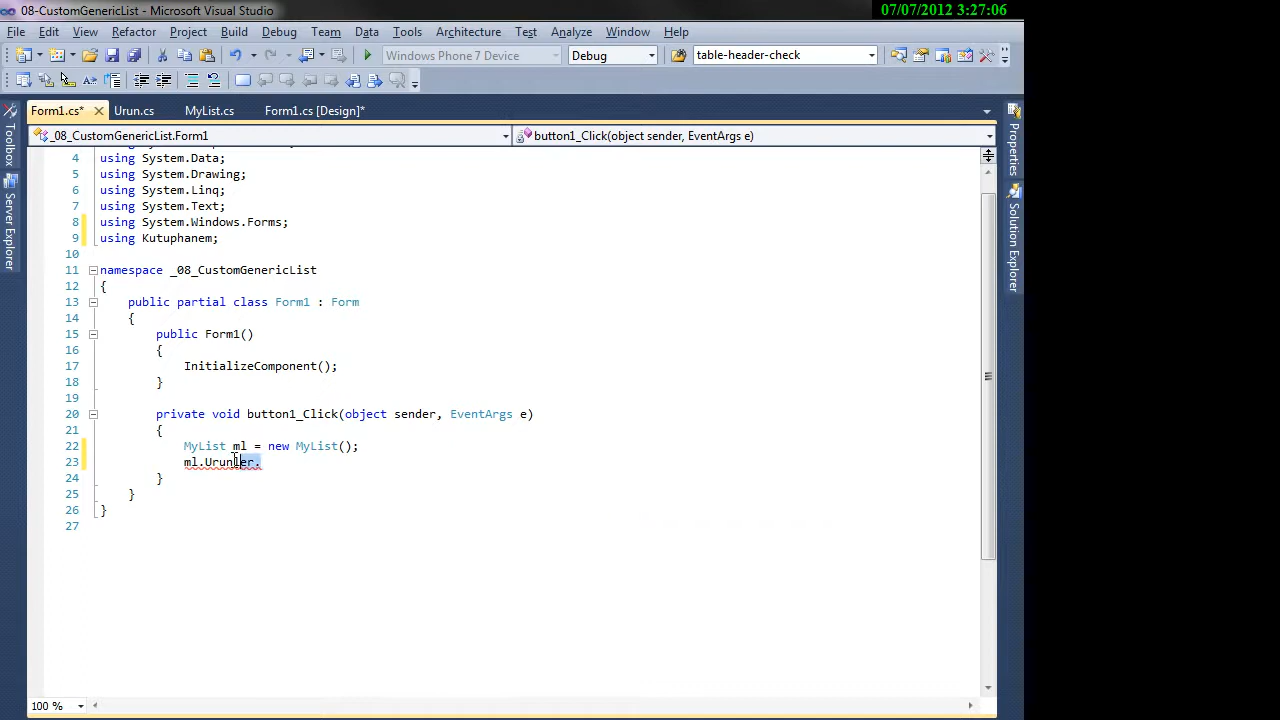 08-CustomGenericList - Microsoft Visual Studio
07/07/2012 3:27:06
File Edit View Refactor Project Build Debug Team Data Tools Architecture Test Analyze Window Help
Windows Phone 7 Device Debug table-header-check
Form1.cs* Urun.cs MyList.cs Form1.cs [Design]*
_08_CustomGenericList.Form1 button1_Click(object sender, EventArgs e)
Toolbox
Server Explorer
Properties
Solution Explorer
4 using System.Data;
5 using System.Drawing;
6 using System.Linq;
7 using System.Text;
8 using System.Windows.Forms;
9 using Kutuphanem;
10
11 namespace _08_CustomGenericList
12 {
13 public partial class Form1 : Form
14 {
15 public Form1()
16 {
17 InitializeComponent();
18 }
19
20 private void button1_Click(object sender, EventArgs e)
21 {
22 MyList ml = new MyList();
23 ml.Urunler.
24 }
25 }
26 }
27
100 %